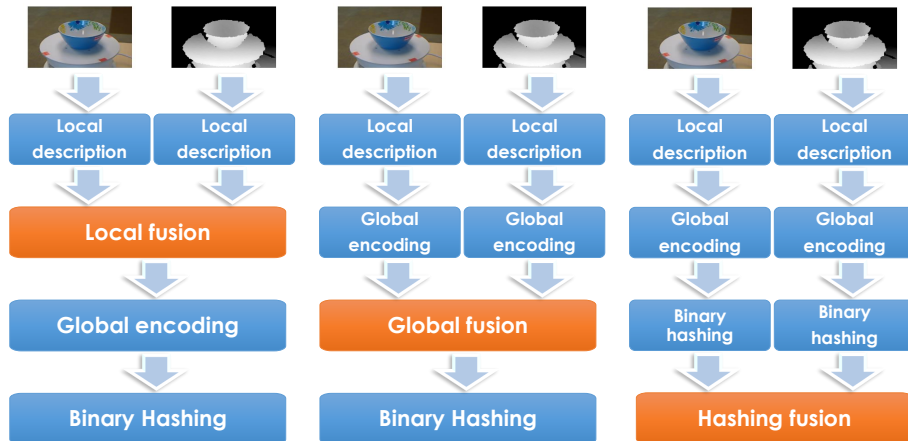 Local
description
Local
description
Local
description
Local
description
Local
description
Local
description
Local fusion
Global
encoding
Global
encoding
Global
encoding
Global
encoding
Global encoding
Global fusion
Binary
hashing
Binary
hashing
Binary Hashing
Binary Hashing
Hashing fusion